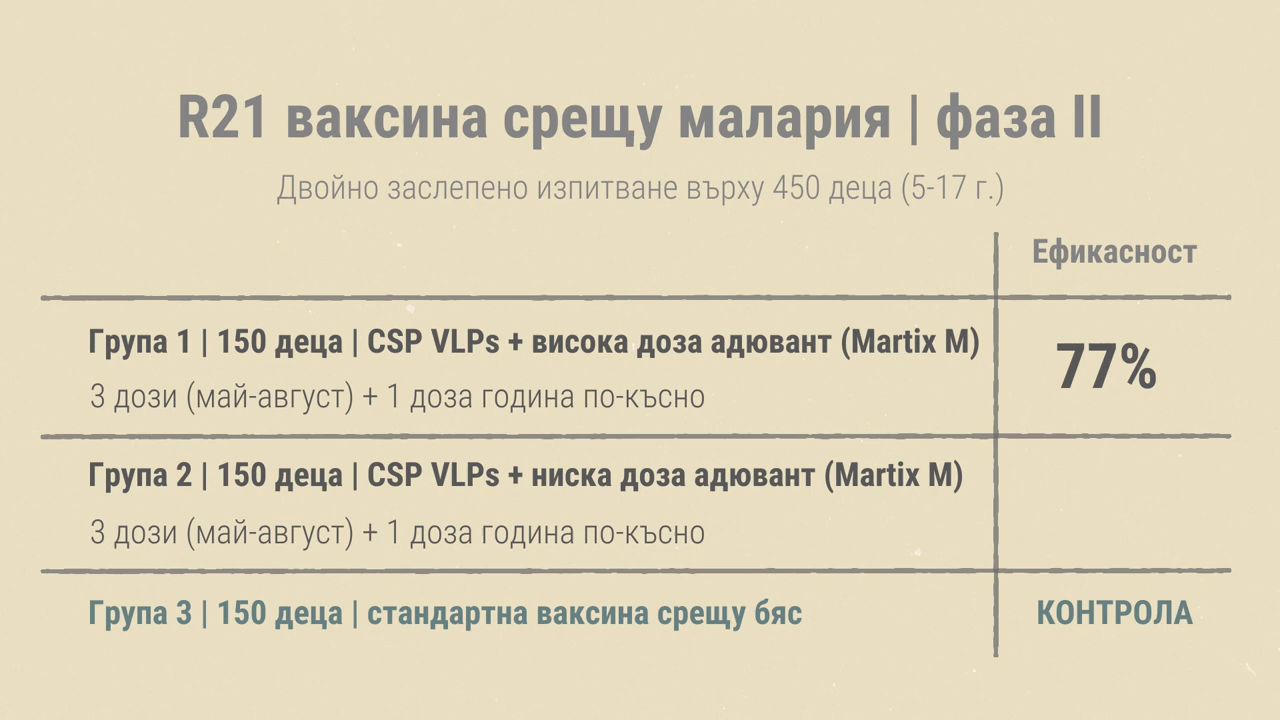 R21 ваксина срещу малария | фаза II
Двойно заслепено изпитване върху 450 деца (5-17 г.)
Ефикасност
Група 1 | 150 деца | CSP VLPs + висока доза адювант (Martix M)
77%
3 дози (май-август) + 1 доза година по-късно
Група 2 | 150 деца | CSP VLPs + ниска доза адювант (Martix M)
3 дози (май-август) + 1 доза година по-късно
Група 3 | 150 деца | стандартна ваксина срещу бяс
КОНТРОЛА